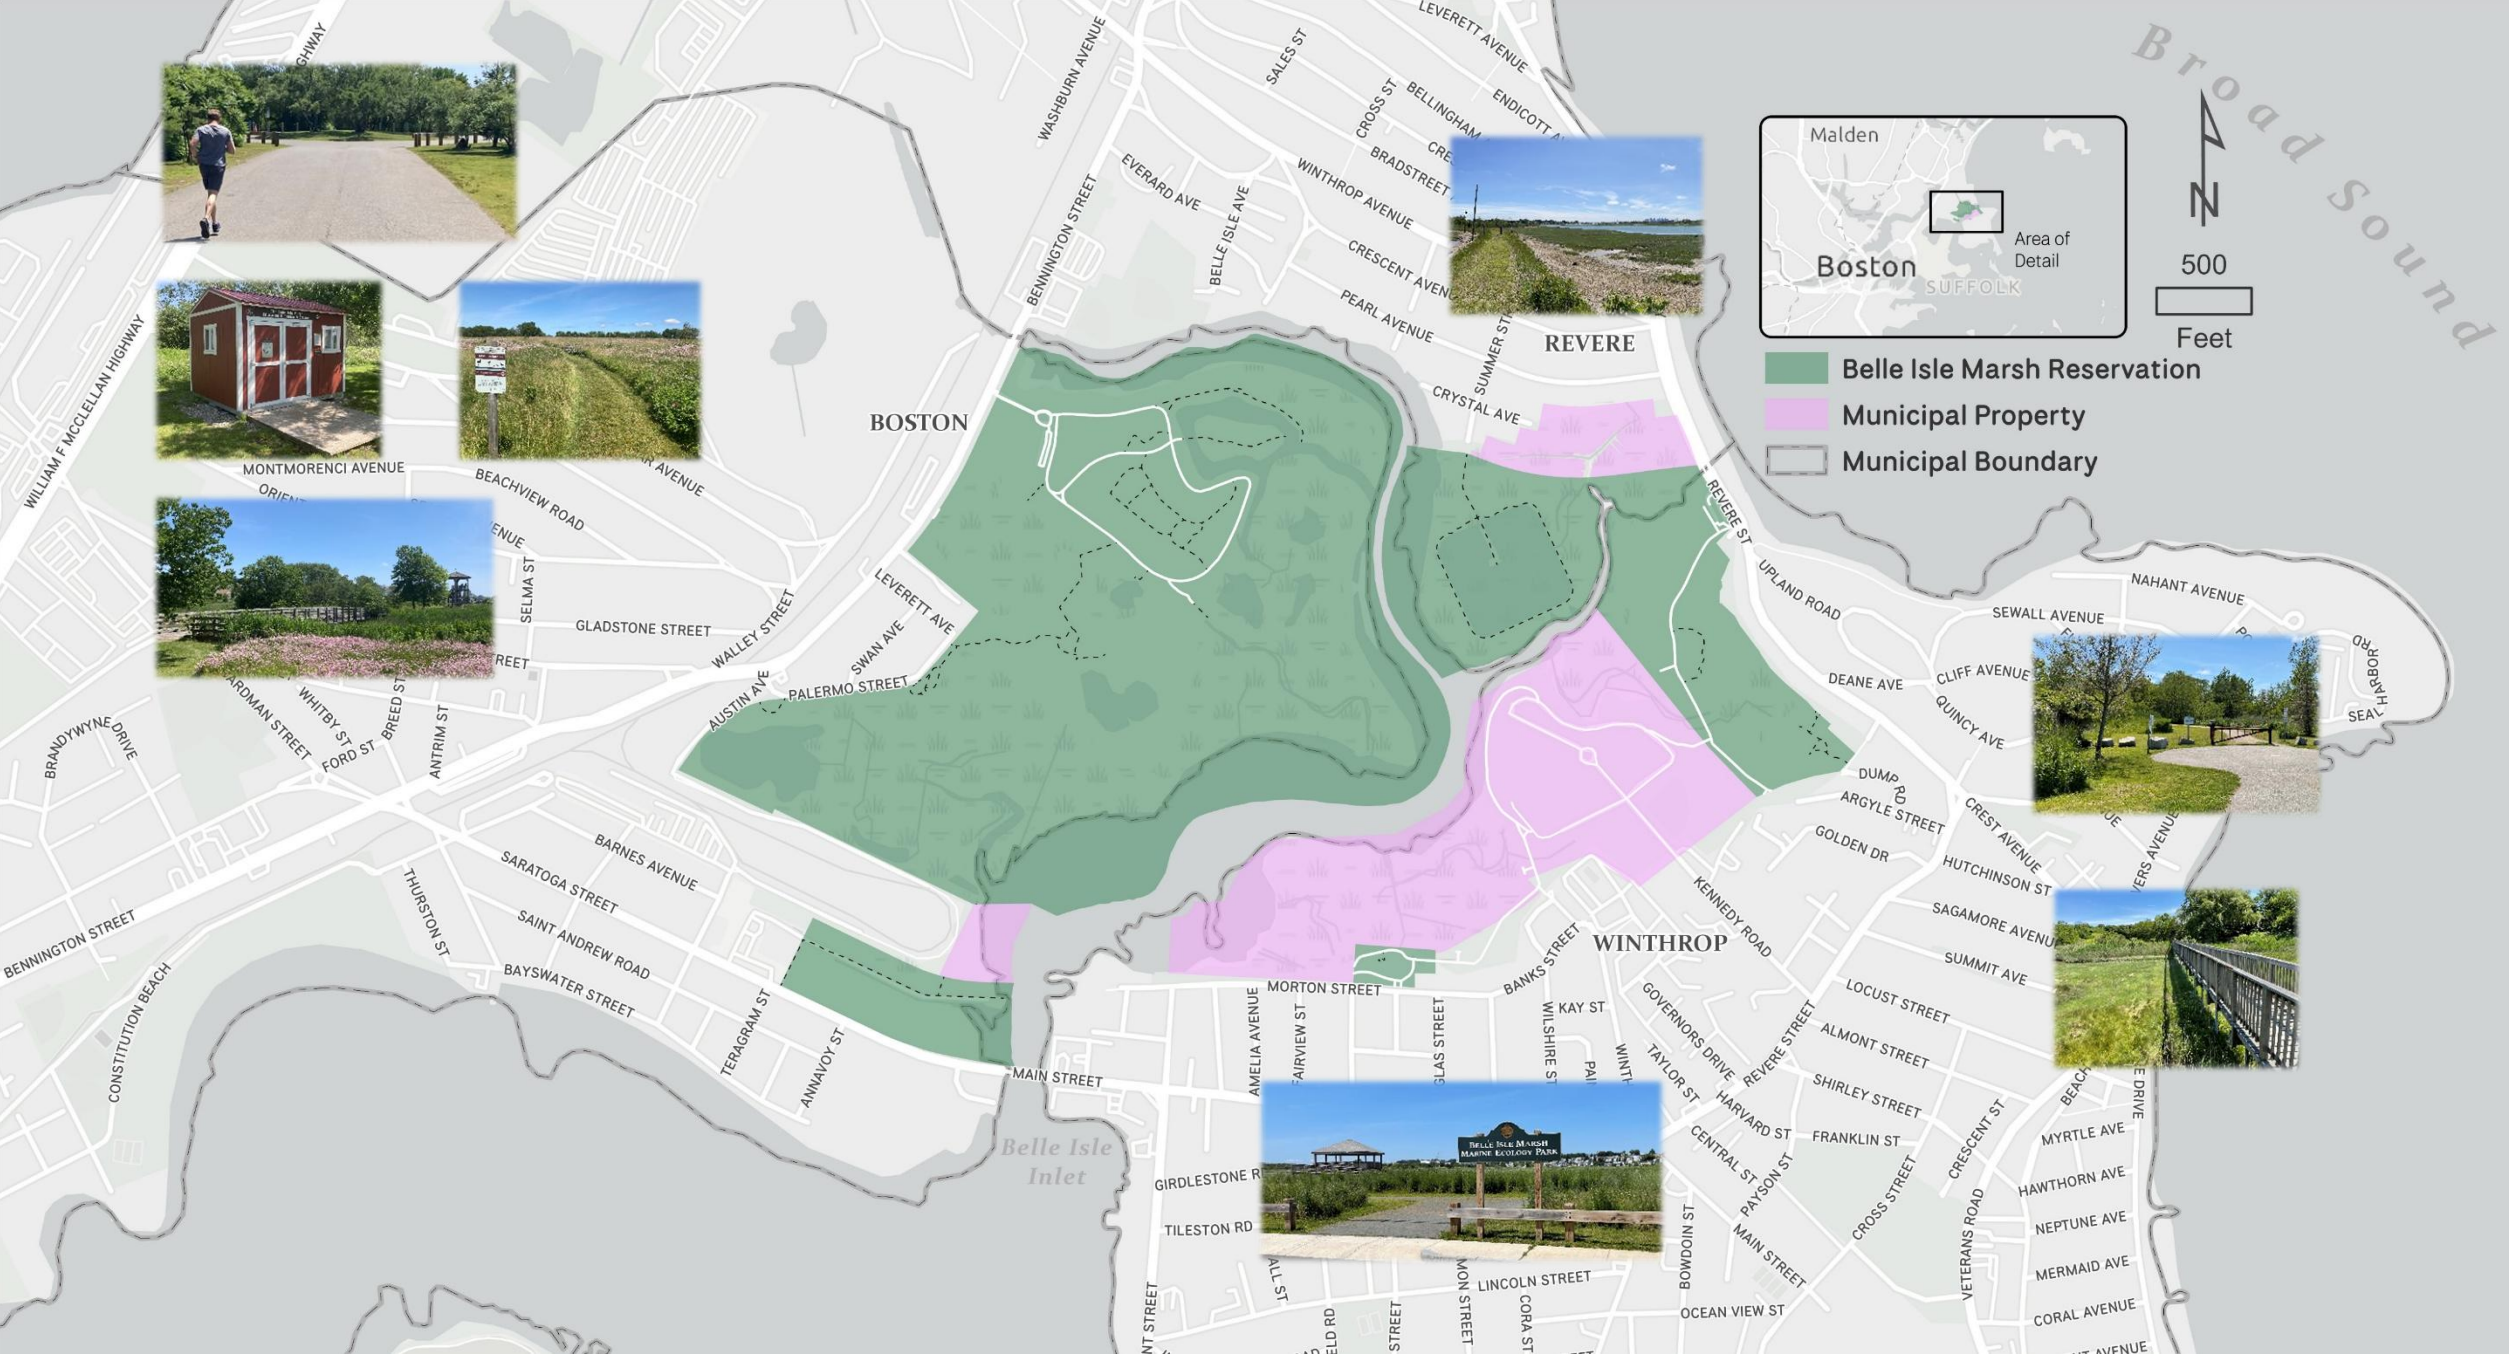 LEVERETT AVENUE
HIGHWAY
WASHBURN AVENUE
SALES ST
CROSS ST
BELLINGHAM
ENDICOTT
Broad Sound
Malden
Boston
SUFFOLK
Area of
Detail
N
500
Feet
Belle Isle Marsh Reservation
Municipal Property
Municipal Boundary
EVERARD AVE
BELLE ISLE AVE
BENNINGTON STREET
WINTHROP AVENUE
BRADSTREET
CRESCENT
PEARL AVENUE
SUMMER
REVERE
CRYSTAL AVE
BOSTON
WILLIAM F MCCLELLAN HIGHWAY
MONTMORENCI AVENUE
BEACHVIEW ROAD
AVENUE
SELMA ST
GLADSTONE STREET
WALLEY STREET
LEVERETT AVE
SWAN AVE
PALERMO STREET
AUSTIN AVE
REVERE ST
UPLAND ROAD
NAHANT AVENUE
SEWALL AVENUE
DEANE AVE
CLIFF AVENUE
QUINCY AVE
SEAL HARBOR RD
WHITBY ST
FORD ST
BREED ST
ANTRIM ST
BRANDYWYNE DRIVE
DUMP RD
ARGYLE STREET
GOLDEN DR
CREST AVENUE
HUTCHINSON ST
SAGAMORE
SUMMIT AVE
BARNES AVENUE
SARATOGA STREET
SAINT ANDREW ROAD
BAYSWATER STREET
THURSTON ST
BENNINGTON STREET
CONSTITUTION BEACH
TERAGRAM ST
ANNAVOY ST
MAIN STREET
Belle Isle
Inlet
WINTHROP
KENNEDY ROAD
BANKS STREET
MORTON STREET
AMELIA AVENUE
FAIRVIEW ST
KAY ST
WILSHIRE ST
GOVERNORS DRIVE
TAYLOR ST
REVERE STREET
LOCUST STREET
ALMONT STREET
SHIRLEY STREET
HARVARD ST
FRANKLIN ST
CENTRAL ST
PAYSON ST
CROSS STREET
CRESCENT ST
BEACH
DRIVE
MYRTLE AVE
HAWTHORN AVE
NEPTUNE AVE
MERMAID AVE
CORAL AVENUE
VETERANS ROAD
GIRDLESTONE
TILESTON RD
BELLE ISLE MARSH
MARINE ECOLOGY PARK
LINCOLN STREET
CORA ST
BOWDOIN ST
MAIN STREET
OCEAN VIEW ST